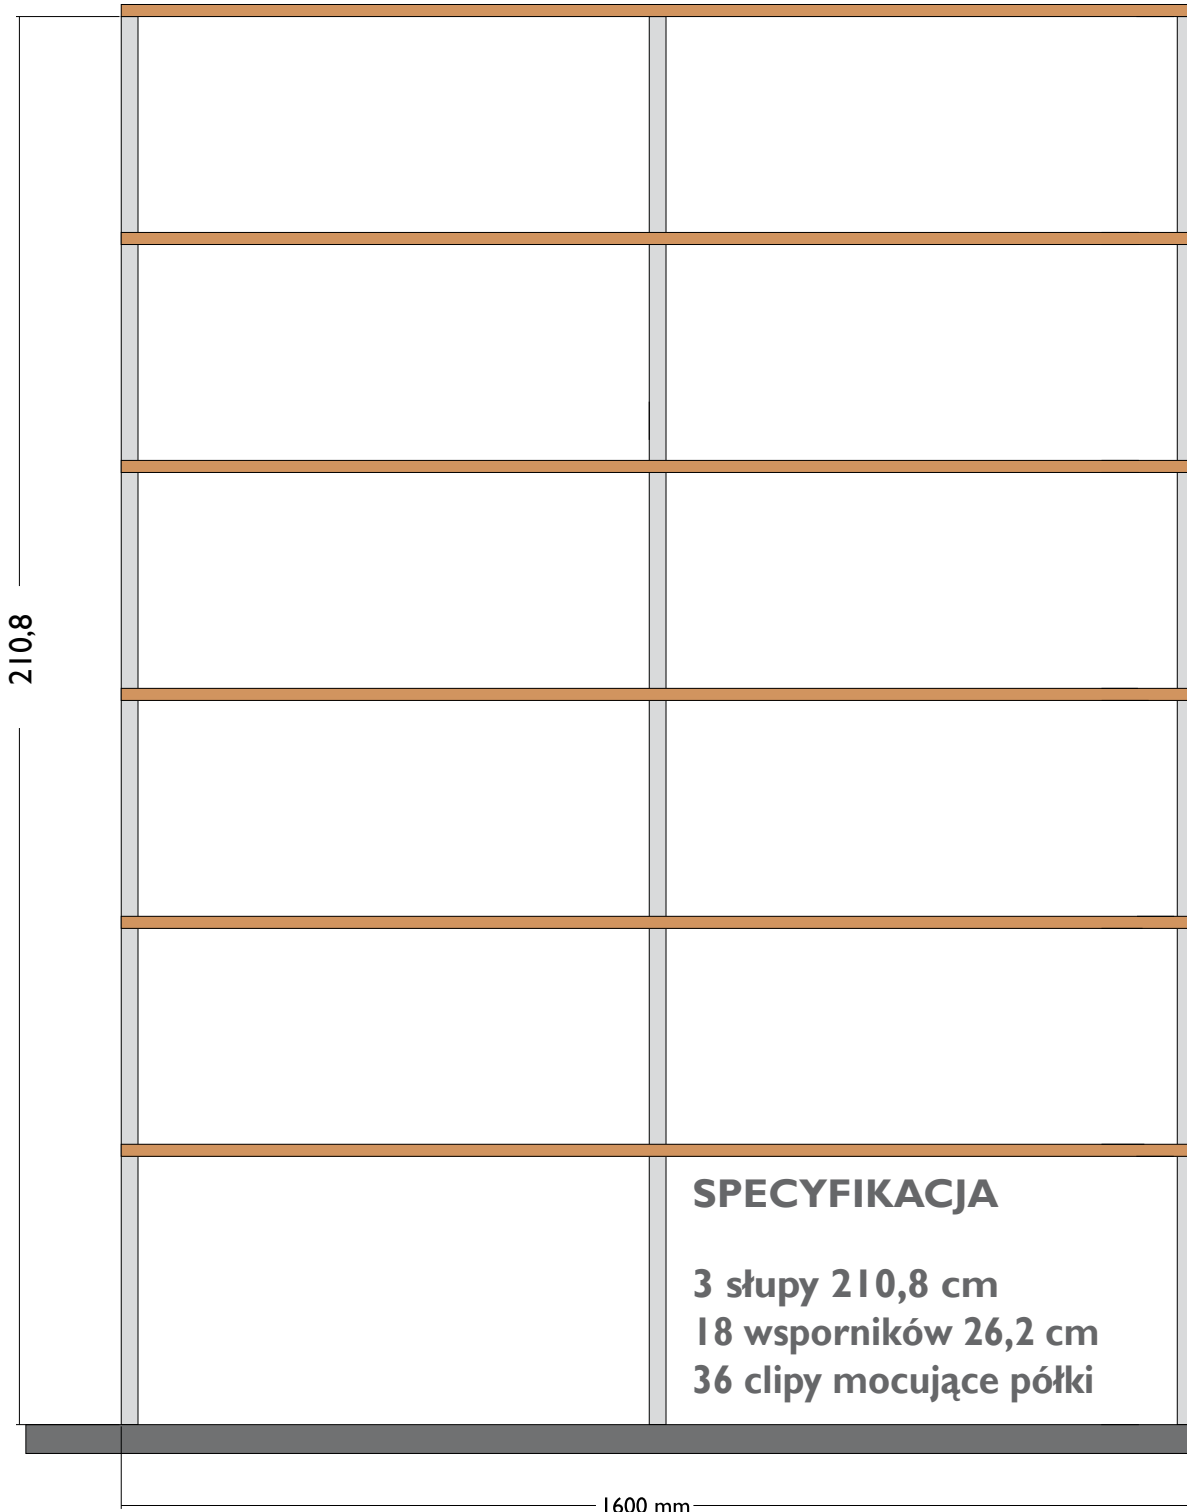 210,8
SPECYFIKACJA
3 słupy 210,8 cm
18 wsporników 26,2 cm
36 clipy mocujące półki
1600 mm